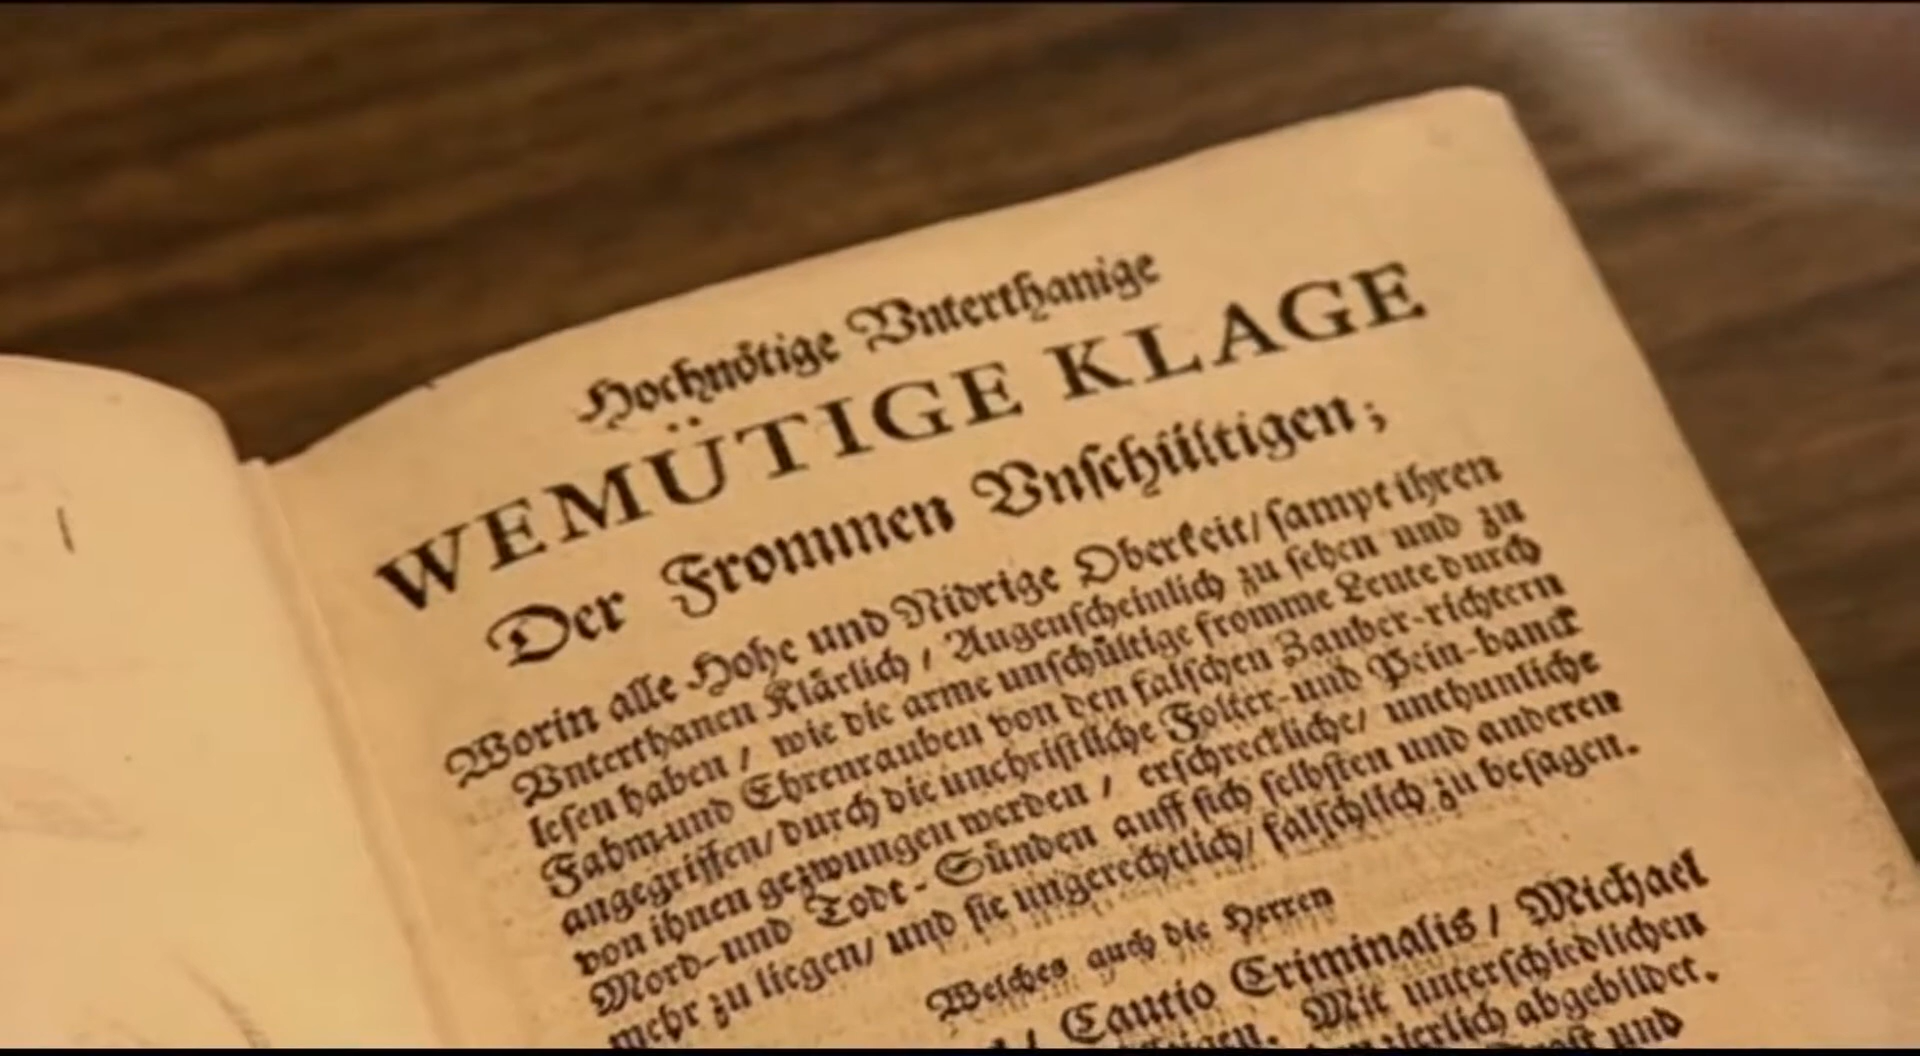 Hochnötige Vnterthanige
WEMÜTIGE KLAGE
Der Frommen Vnſchültigen;
Worin alle Hohe und Nidrige Oberkeit/ ſampt ihren
Vnterthanen Klärlich / Augenſcheinlich zu ſehen und zu
leſen haben / wie die arme unſchültige fromme Leute durch
Fahm-und Ehrenrauben von den falſchen Zauber-richtern
angegriffen/ durch die unchriſtliche Folter-und Pein-banck
von ihnen gezwungen werden / erſchreckliche/ unthunliche
Mord-und Todt-Sünden auff ſich ſelbſten und anderen
mehr zu liegen/ und ſie ungerechtlich/ fälſchlich zu beſagen.
Welches auch die Herren
/ Cautio Criminalis / Michael
Mit unterſchiedlichen
abgebildet.
und